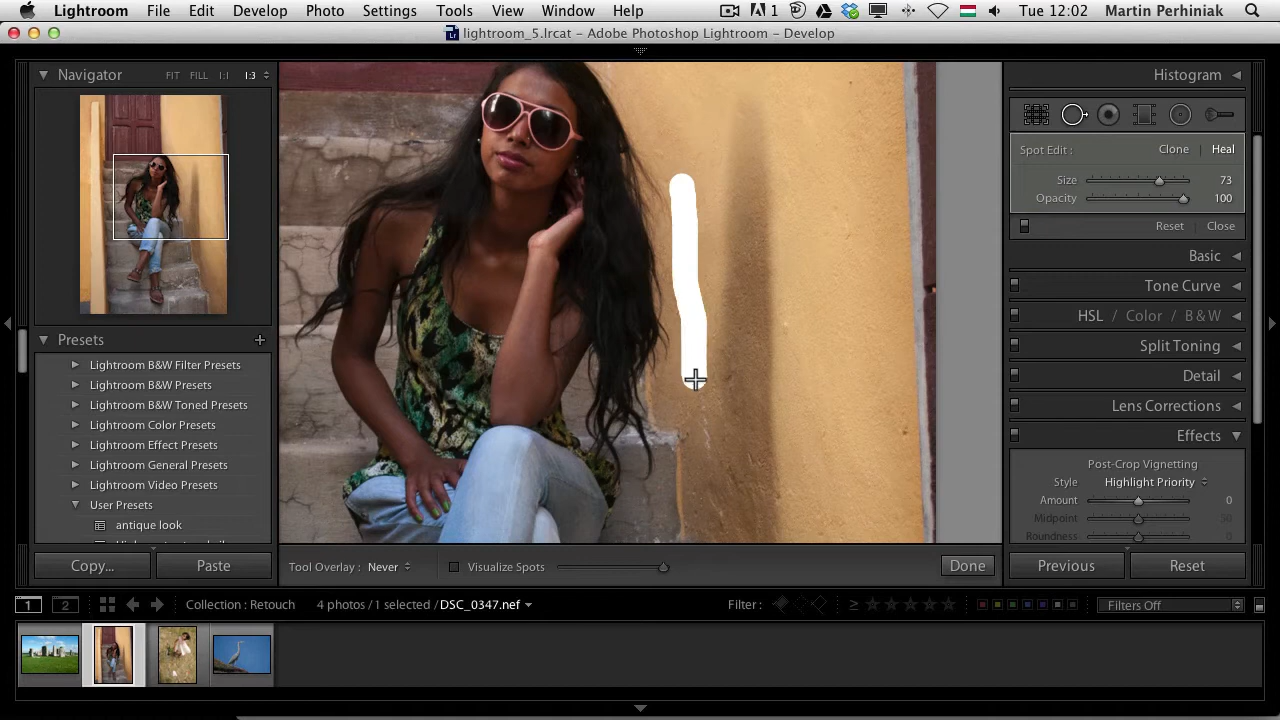 Lightroom File Edit Develop Photo Settings Tools View Window Help 1 Tue 12:02 Martin Perhiniak
Lr lightroom_5.lrcat – Adobe Photoshop Lightroom – Develop
Navigator FIT FILL 1:1 1:3
Histogram
Spot Edit : Clone | Heal
Size 73
Opacity 100
Reset Close
Basic
Tone Curve
HSL / Color / B & W
Split Toning
Detail
Lens Corrections
Effects
Post-Crop Vignetting
Style Highlight Priority
Amount 0
Midpoint 50
Roundness 0
Presets +
Lightroom B&W Filter Presets
Lightroom B&W Presets
Lightroom B&W Toned Presets
Lightroom Color Presets
Lightroom Effect Presets
Lightroom General Presets
Lightroom Video Presets
User Presets
antique look
Copy... Paste
Tool Overlay : Never Visualize Spots Done
Previous Reset
1 2 Collection : Retouch 4 photos / 1 selected / DSC_0347.nef Filter : ≥ Filters Off